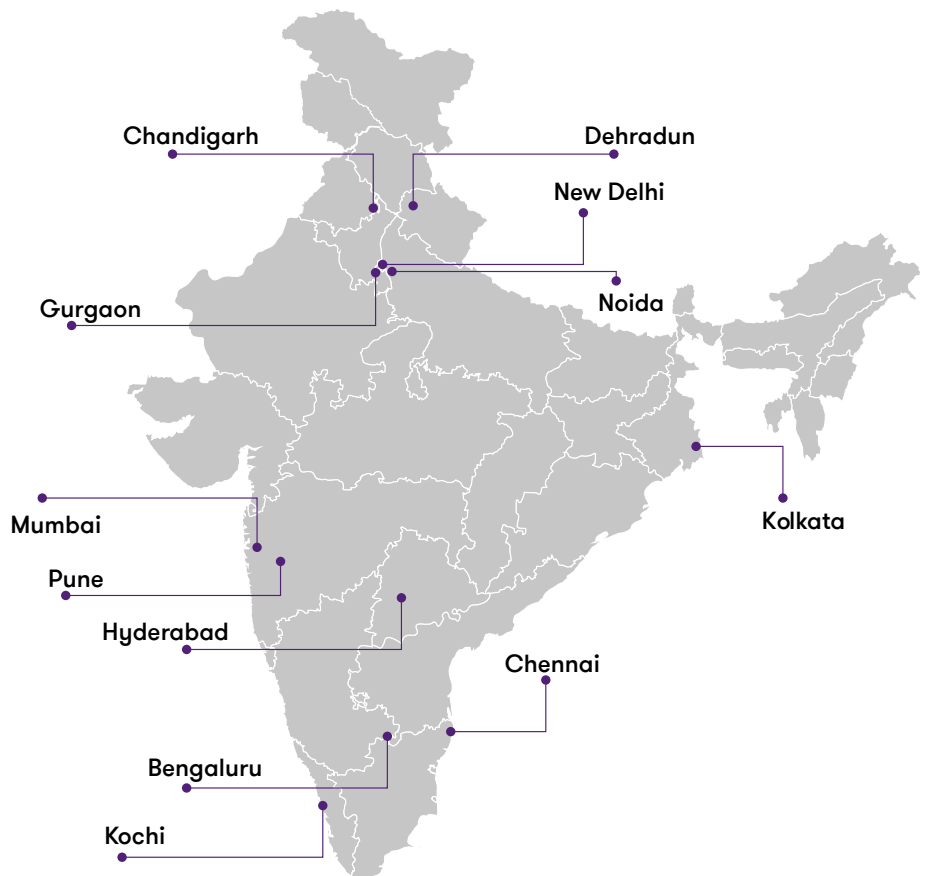 Chandigarh
Dehradun
New Delhi
Noida
Gurgaon
Mumbai
Kolkata
Pune
Hyderabad
Chennai
Bengaluru
Kochi